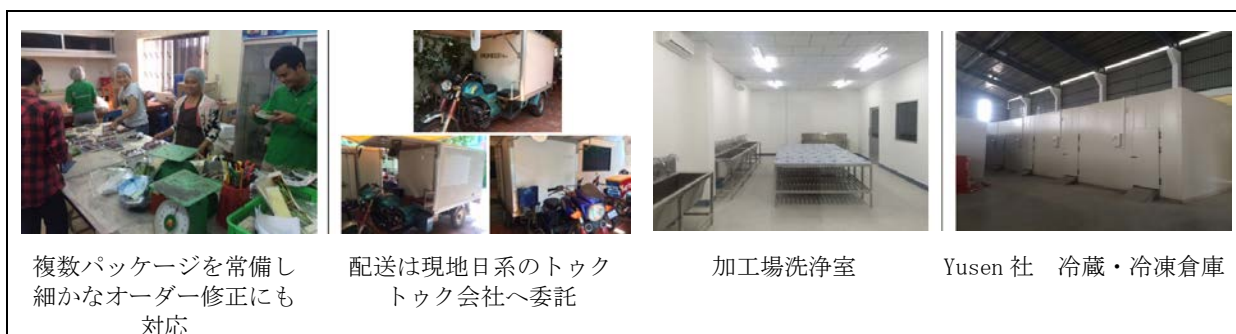 複数パッケージを常備し
細かなオーダー修正にも
対応
配送は現地日系のトゥク
トゥク会社へ委託
加工場洗浄室
Yusen 社　冷蔵・冷凍倉庫